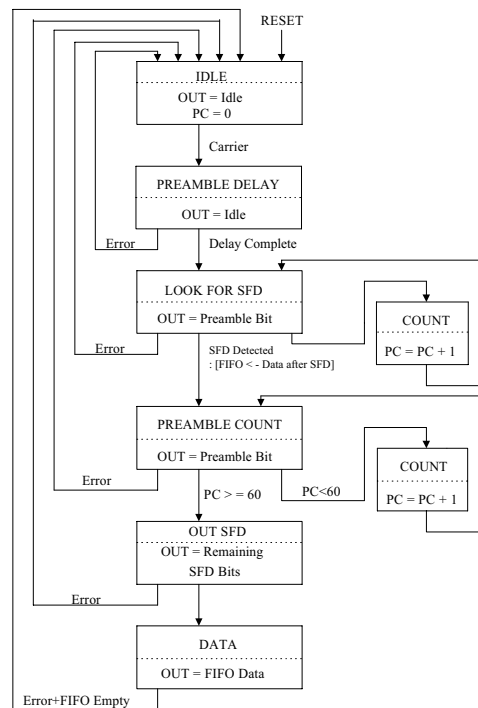 RESET
IDLE
OUT = Idle
PC = 0
Carrier
PREAMBLE DELAY
OUT = Idle
Error
Delay Complete
LOOK FOR SFD
OUT = Preamble Bit
COUNT
PC = PC + 1
Error
SFD Detected
: [FIFO < - Data after SFD]
PREAMBLE COUNT
OUT = Preamble Bit
COUNT
PC = PC + 1
Error
PC > = 60
PC<60
OUT SFD
OUT = Remaining
SFD Bits
Error
DATA
OUT = FIFO Data
Error+FIFO Empty